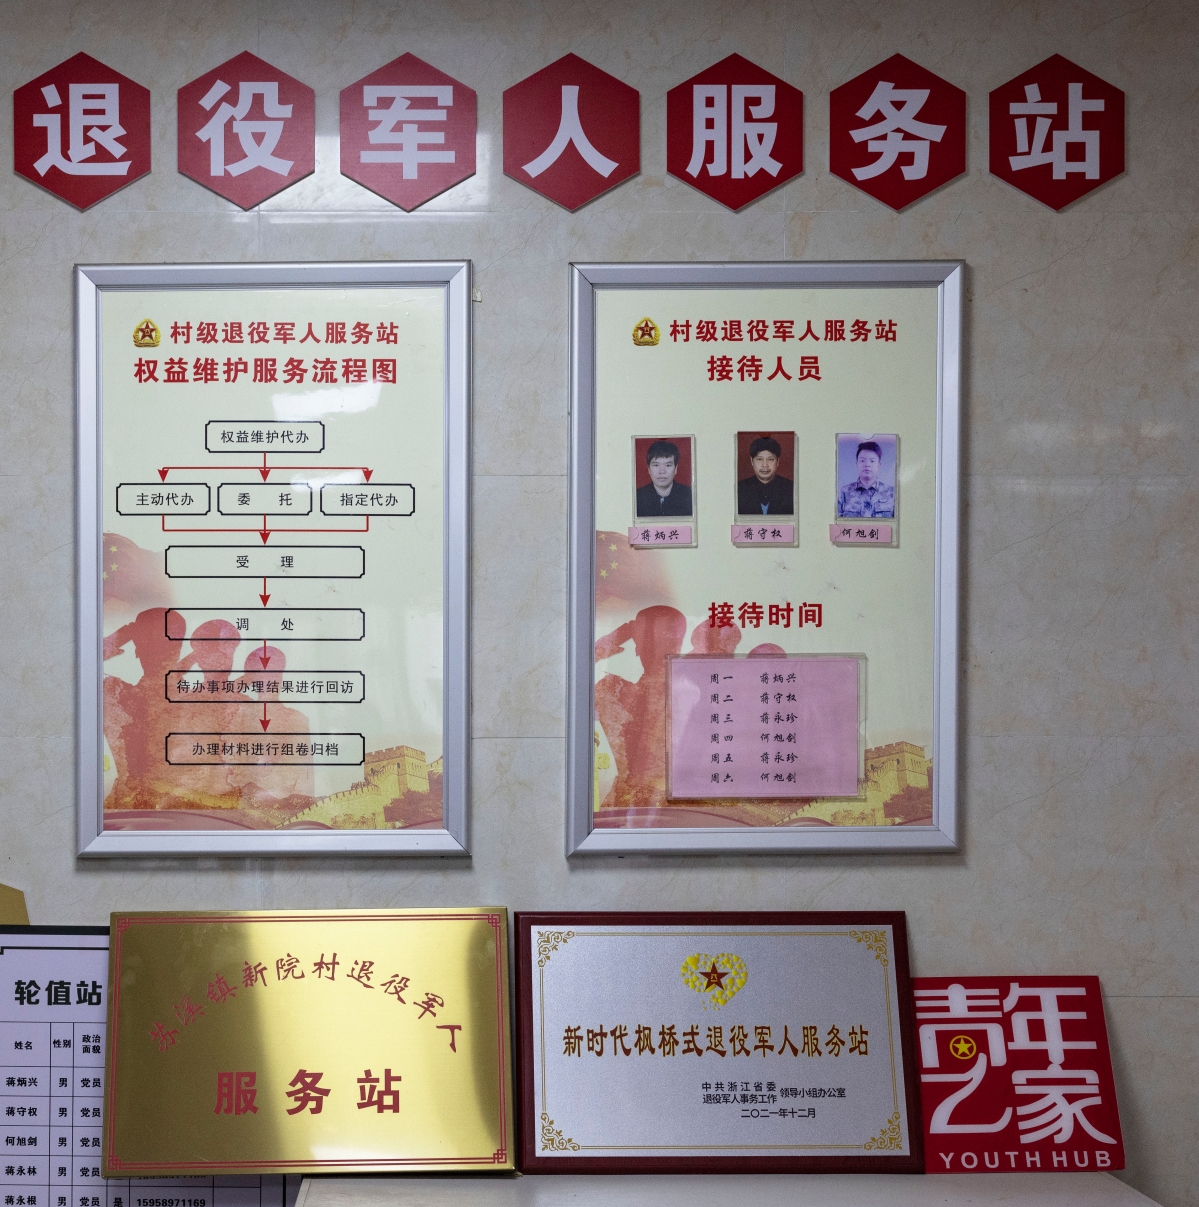 退役军人服务站
村级退役军人服务站
权益维护服务流程图
权益维护代办
主动代办
委 托
指定代办
受 理
调 处
待办事项办理结果进行回访
办理材料进行组卷归档
村级退役军人服务站
接待人员
蒋炳兴
蒋守权
何旭剑
接待时间
周一 蒋炳兴
周二 蒋守权
周三 蒋永珍
周四 何旭剑
周五 蒋永珍
周六 何旭剑
轮值站
姓名 性别 政治面貌
蒋炳兴 男 党员
蒋守权 男 党员
何旭剑 男 党员
蒋永林 男 党员
蒋永根 男 党员 是 15958971169
苏溪镇新院村退役军丁
服务站
新时代枫桥式退役军人服务站
中共浙江省委
退役军人事务工作 领导小组办公室
二〇二一年十二月
青年
之家
YOUTH HUB